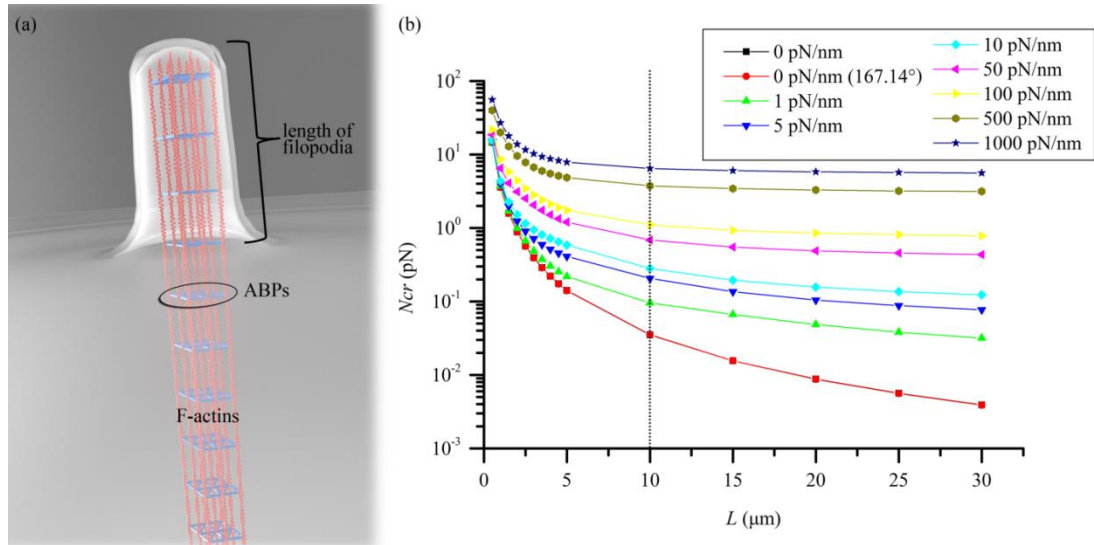 (a)
length of
filopodia
ABPs
F-actins
(b)
0 pN/nm
0 pN/nm (167.14°)
1 pN/nm
5 pN/nm
10 pN/nm
50 pN/nm
100 pN/nm
500 pN/nm
1000 pN/nm
10²
10¹
10⁰
10⁻¹
10⁻²
10⁻³
Ncr (pN)
0 5 10 15 20 25 30
L (μm)